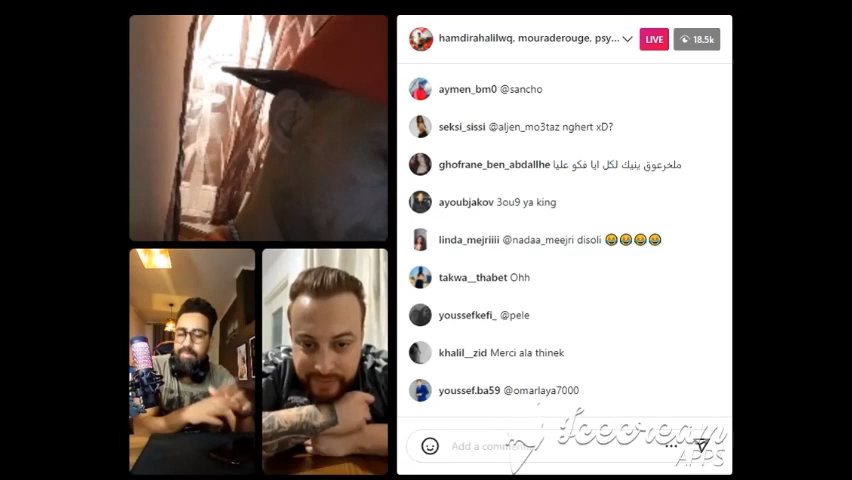 hamdirahalilwq, mouraderouge, psy...
LIVE
18.5k
aymen_bm0 @sancho
seksi_sissi @aljen_mo3taz nghert xD?
ghofrane_ben_abdallhe ملخرعوق ينيك لكل ايا فكو عليا
ayoubjakov 3ou9 ya king
linda_mejriiii @nadaa_meejri disoli 😂😂😂😂
takwa__thabet Ohh
youssefkefi_ @pele
khalil__zid Merci ala thinek
youssef.ba59 @omarlaya7000
Add a comment...
Icecream
APPS